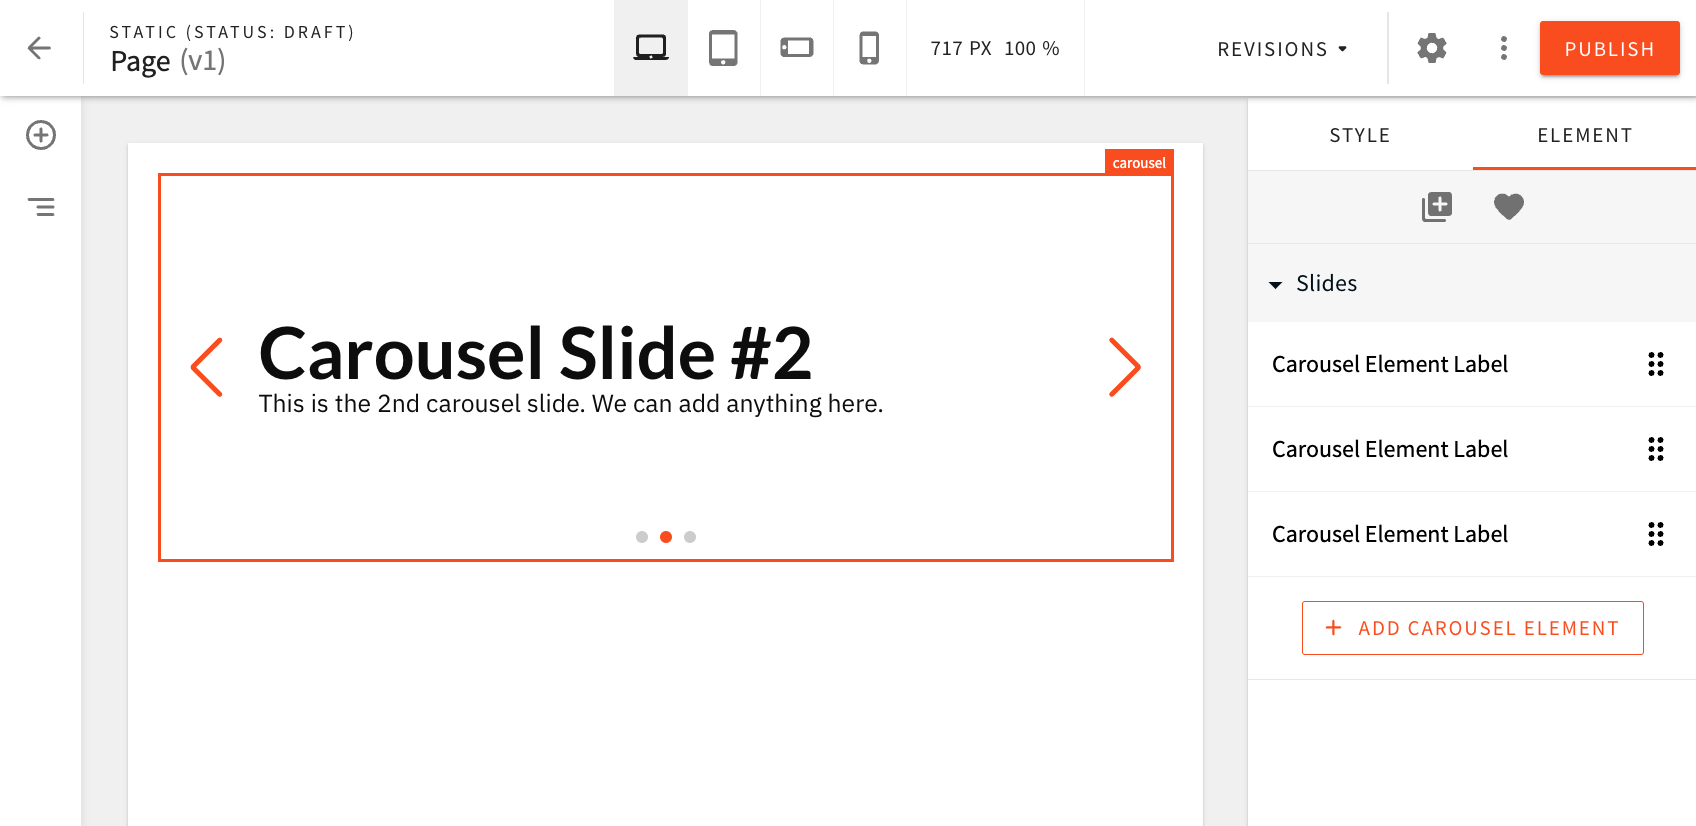 STATIC (STATUS: DRAFT)
Page (v1)
717 PX 100 %
REVISIONS
PUBLISH
STYLE
ELEMENT
carousel
Slides
Carousel Slide #2
This is the 2nd carousel slide. We can add anything here.
Carousel Element Label
Carousel Element Label
Carousel Element Label
+ ADD CAROUSEL ELEMENT